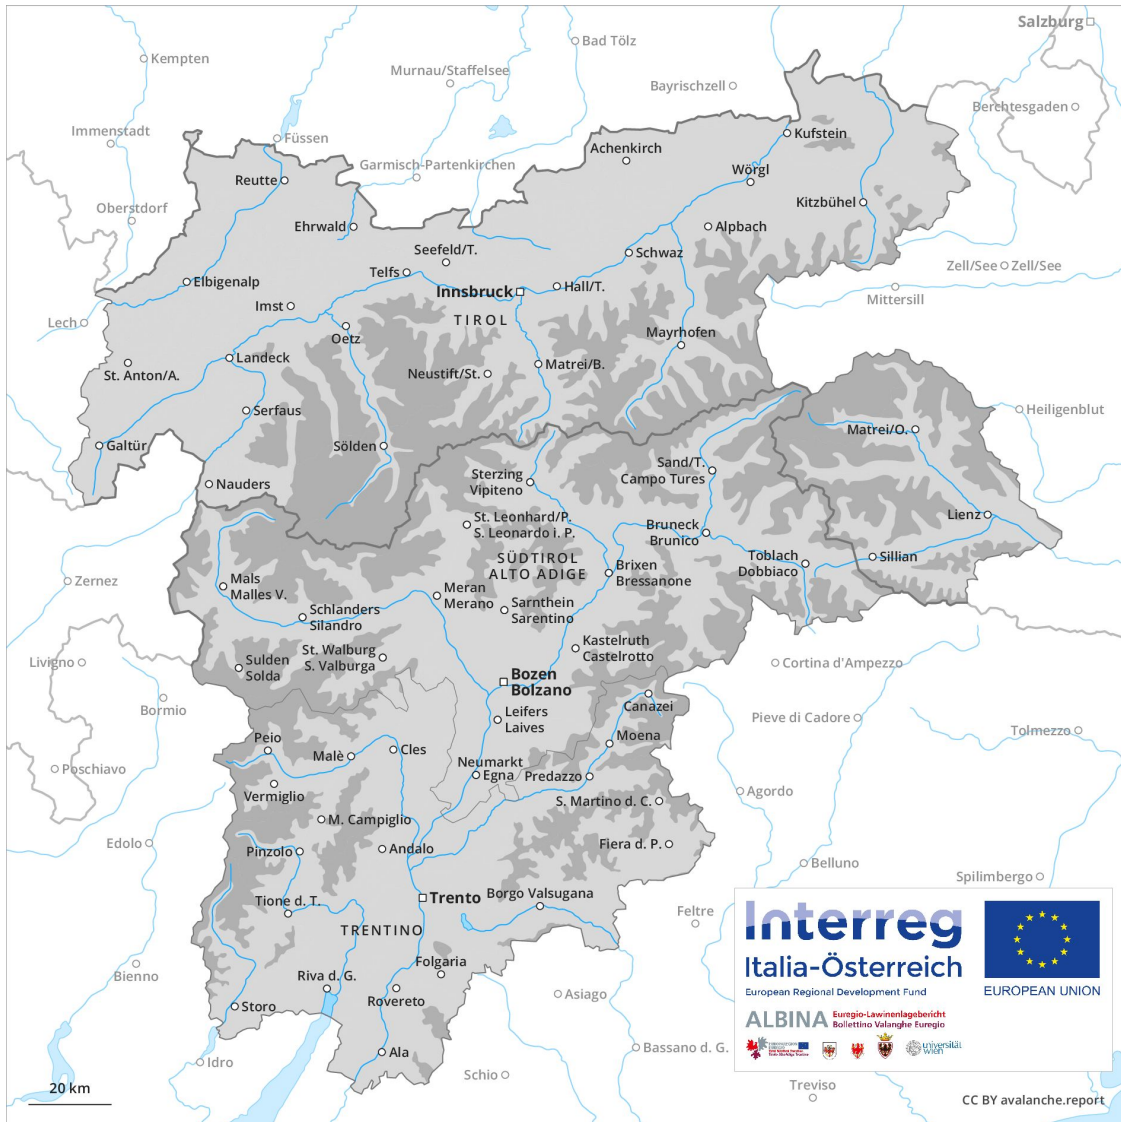 Salzburg
Bad Tölz
Kempten
Murnau/Staffelsee
Bayrischzell
Berchtesgaden
Immenstadt
Füssen
Kufstein
Achenkirch
Garmisch-Partenkirchen
Wörgl
Reutte
Oberstdorf
Kitzbühel
Ehrwald
Alpbach
Seefeld/T.
Schwaz
Telfs
Zell/See
Zell/See
Elbigenalp
Hall/T.
Innsbruck
Mittersill
Imst
TIROL
Lech
Oetz
Mayrhofen
Landeck
Matrei/B.
St. Anton/A.
Neustift/St.
Serfaus
Heiligenblut
Matrei/O.
Galtür
Sölden
Sand/T.
Campo Tures
Sterzing
Vipiteno
Nauders
St. Leonhard/P.
S. Leonardo i. P.
Lienz
Bruneck
Brunico
SÜDTIROL
ALTO ADIGE
Toblach
Dobbiaco
Sillian
Brixen
Bressanone
Zernez
Mals
Malles V.
Meran
Merano
Sarnthein
Sarentino
Schlanders
Silandro
Kastelruth
Castelrotto
St. Walburg
S. Valburga
Livigno
Sulden
Solda
Cortina d'Ampezzo
Bozen
Bolzano
Bormio
Canazei
Leifers
Laives
Pieve di Cadore
Tolmezzo
Moena
Peio
Malè
Cles
Neumarkt
Egna
Predazzo
Poschiavo
Vermiglio
Agordo
S. Martino d. C.
M. Campiglio
Edolo
Pinzolo
Andalo
Fiera d. P.
Belluno
Spilimbergo
Tione d. T.
Trento
Borgo Valsugana
Feltre
TRENTINO
Folgaria
Bienno
Riva d. G.
Rovereto
Asiago
Storo
Ala
Bassano d. G.
Idro
Schio
Treviso
20 km
Interreg
Italia-Österreich
European Regional Development Fund
EUROPEAN UNION
ALBINA
Euregio-Lawinenlagebericht
Bollettino Valanghe Euregio
universität
wien
CC BY avalanche.report